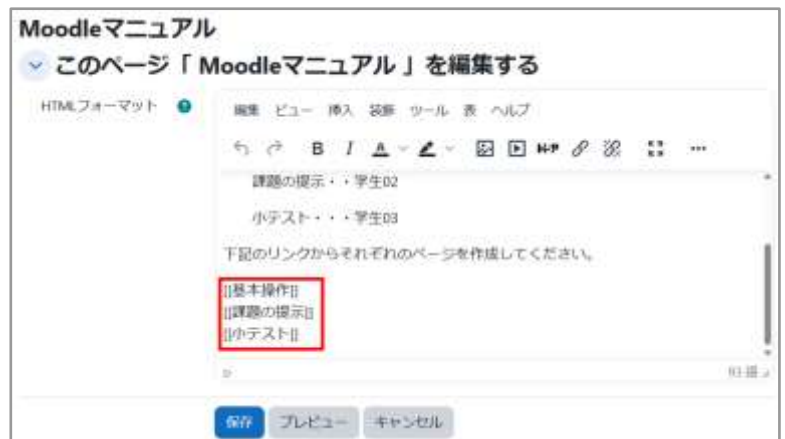 Moodleマニュアル
このページ「 Moodleマニュアル 」を編集する
HTMLフォーマット
編集 ビュー 挿入 装飾 ツール 表 ヘルプ
B I A H-P
課題の提示・・学生02
小テスト・・・学生03
下記のリンクからそれぞれのページを作成してください。
[[基本操作]]
[[課題の提示]]
[[小テスト]]
p
保存 プレビュー キャンセル